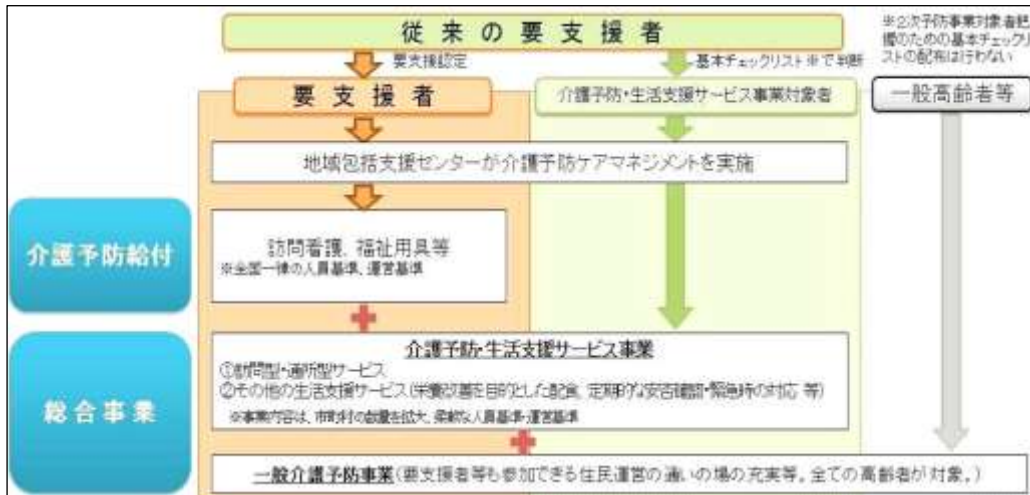 従来の要支援者
※2次予防事業対象者把
握のための基本チェックリ
ストの配布は行わない
要支援認定
基本チェックリスト※で判断
要支援者
介護予防・生活支援サービス事業対象者
一般高齢者等
地域包括支援センターが介護予防ケアマネジメントを実施
介護予防給付
訪問看護、福祉用具等
※全国一律の人員基準、運営基準
総合事業
介護予防・生活支援サービス事業
①訪問型・通所型サービス
②その他の生活支援サービス(栄養改善を目的とした配食、定期的な安否確認・緊急時の対応 等)
※事業内容は、市町村の裁量を拡大、柔軟な人員基準・運営基準
一般介護予防事業(要支援者等も参加できる住民運営の通いの場の充実等。全ての高齢者が対象。)